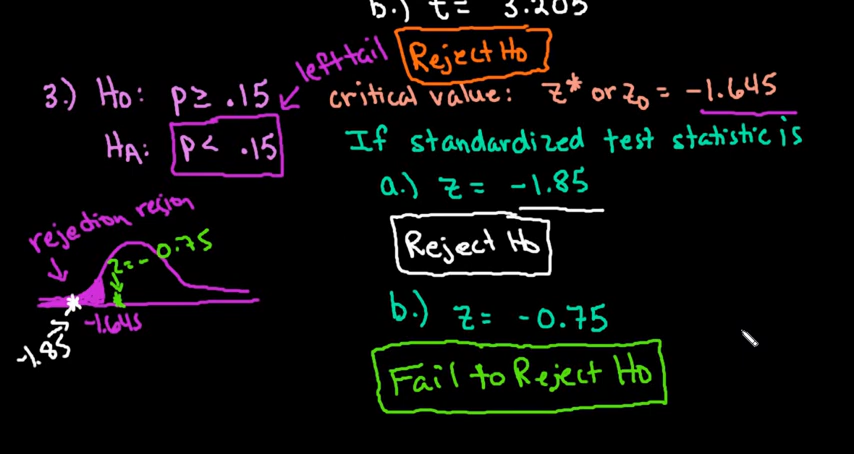 b.) t = 3.205
Reject Ho
left tail
3.) Ho: p ≥ .15
critical value: z* or z₀ = -1.645
HA: p < .15
If standardized test statistic is
a.) z = -1.85
Reject Ho
rejection region
z = -0.75
-1.645
-1.85
b.) z = -0.75
Fail to Reject Ho